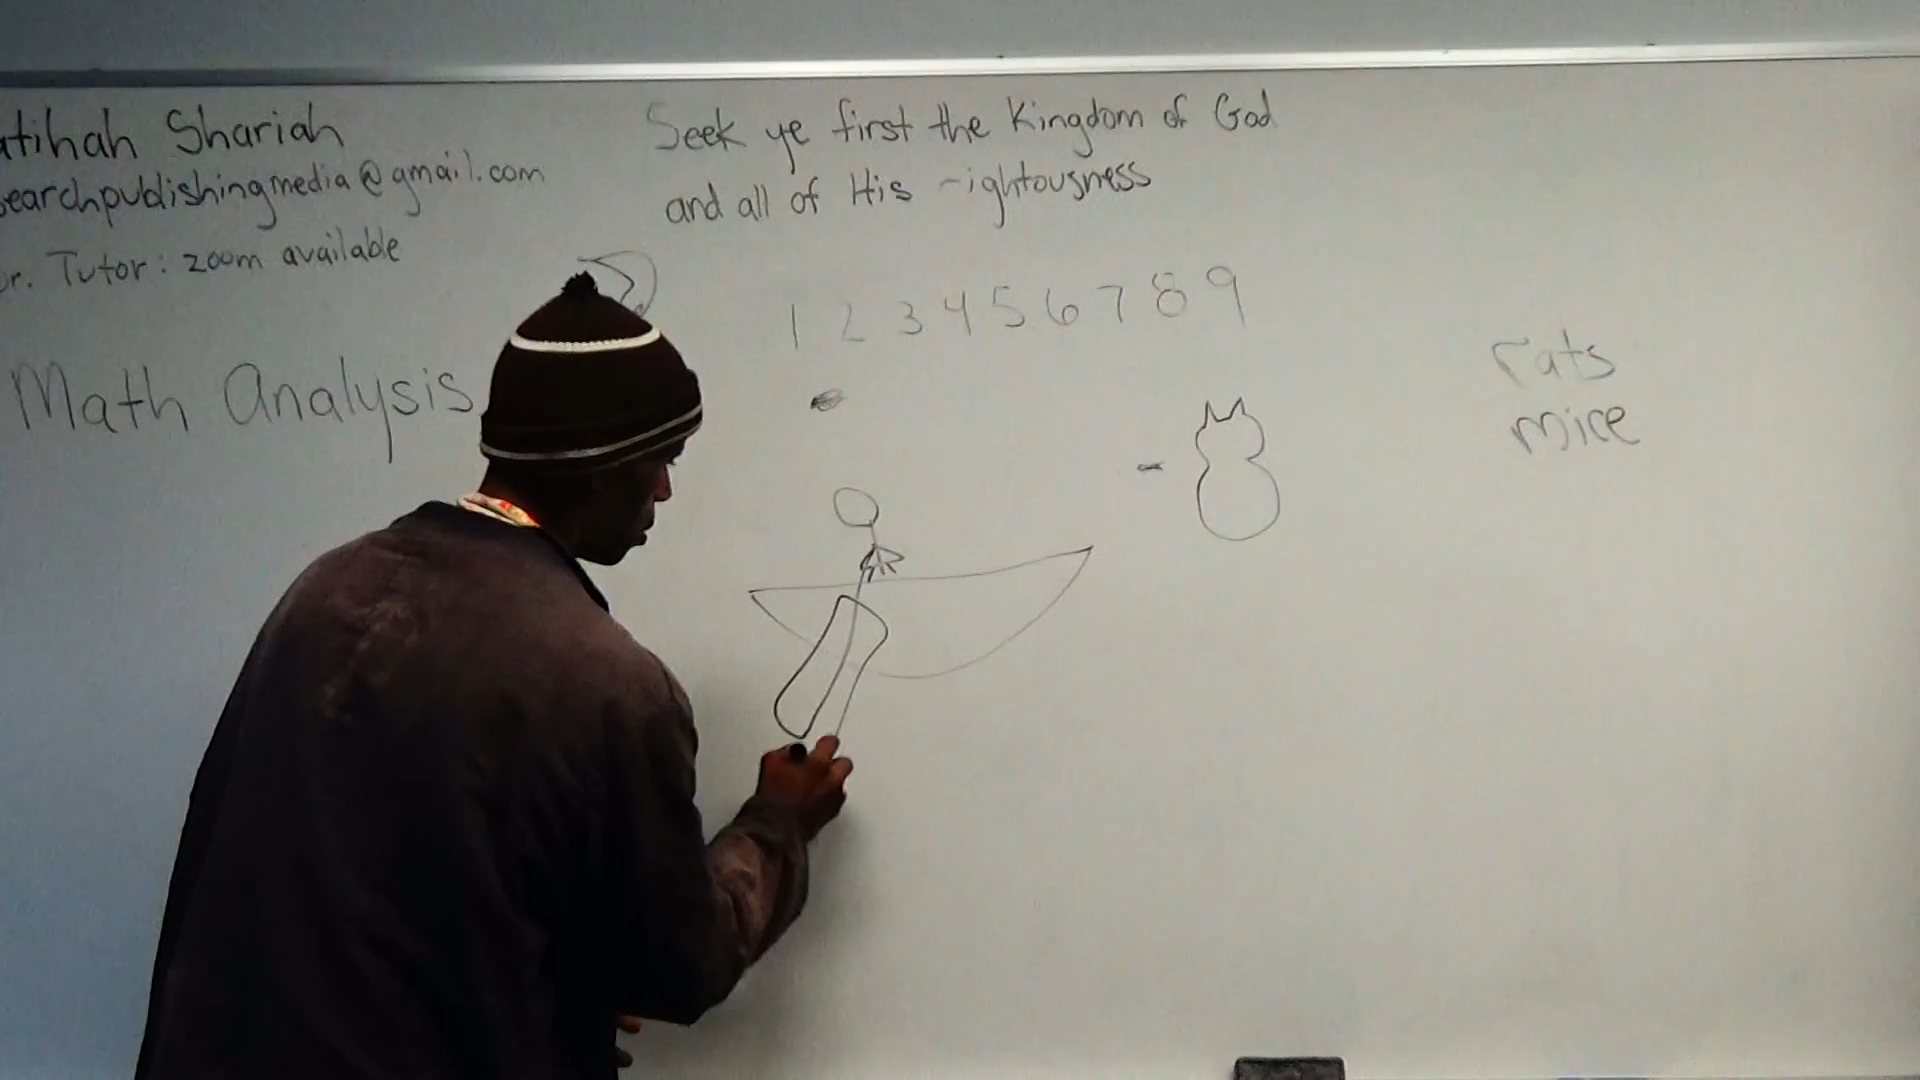 atihah Shariah
searchpublishingmedia@gmail.com
r. Tutor: zoom available
Seek ye first the Kingdom of God
and all of His rightousness
1 2 3 4 5 6 7 8 9
Math Analysis
rats
mice